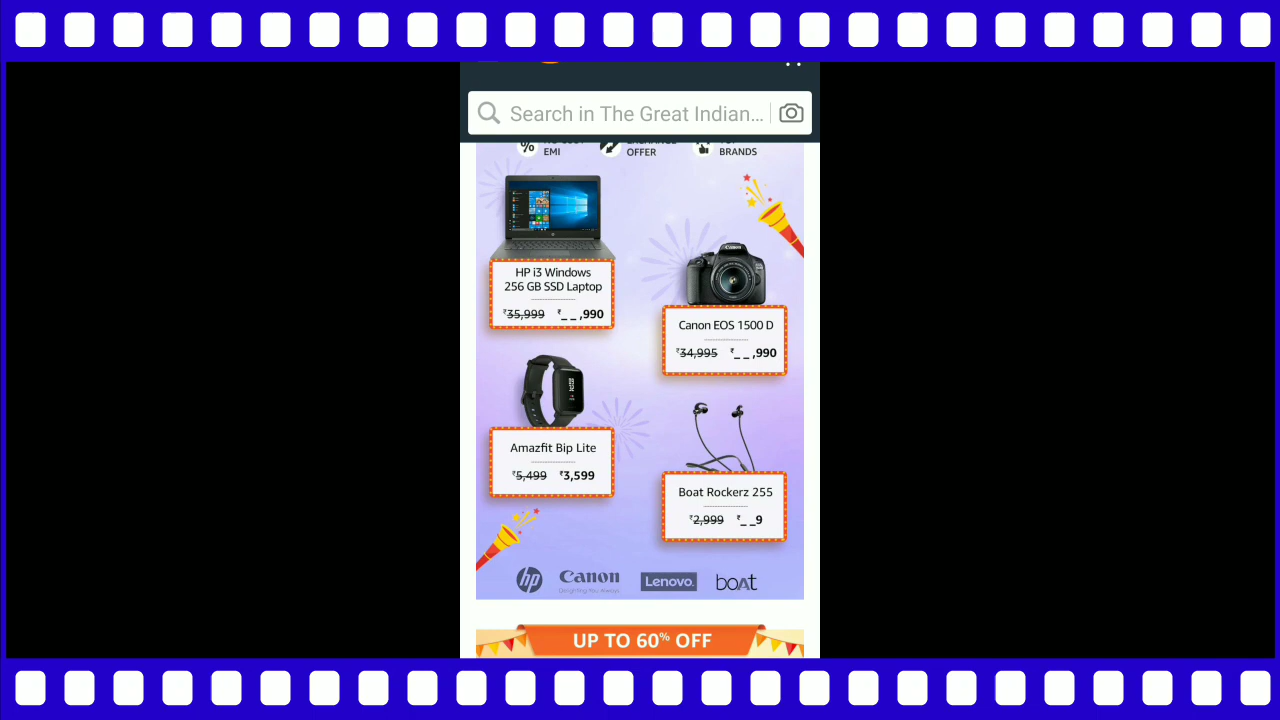 Search in The Great Indian...
EMI
OFFER
BRANDS
HP i3 Windows
256 GB SSD Laptop
₹35,999 ₹_ _ ,990
Canon
Canon EOS 1500 D
₹34,995 ₹_ _ ,990
Amazfit Bip Lite
₹5,499 ₹3,599
Boat Rockerz 255
₹2,999 ₹_ _9
hp Canon Lenovo. boAt
UP TO 60% OFF